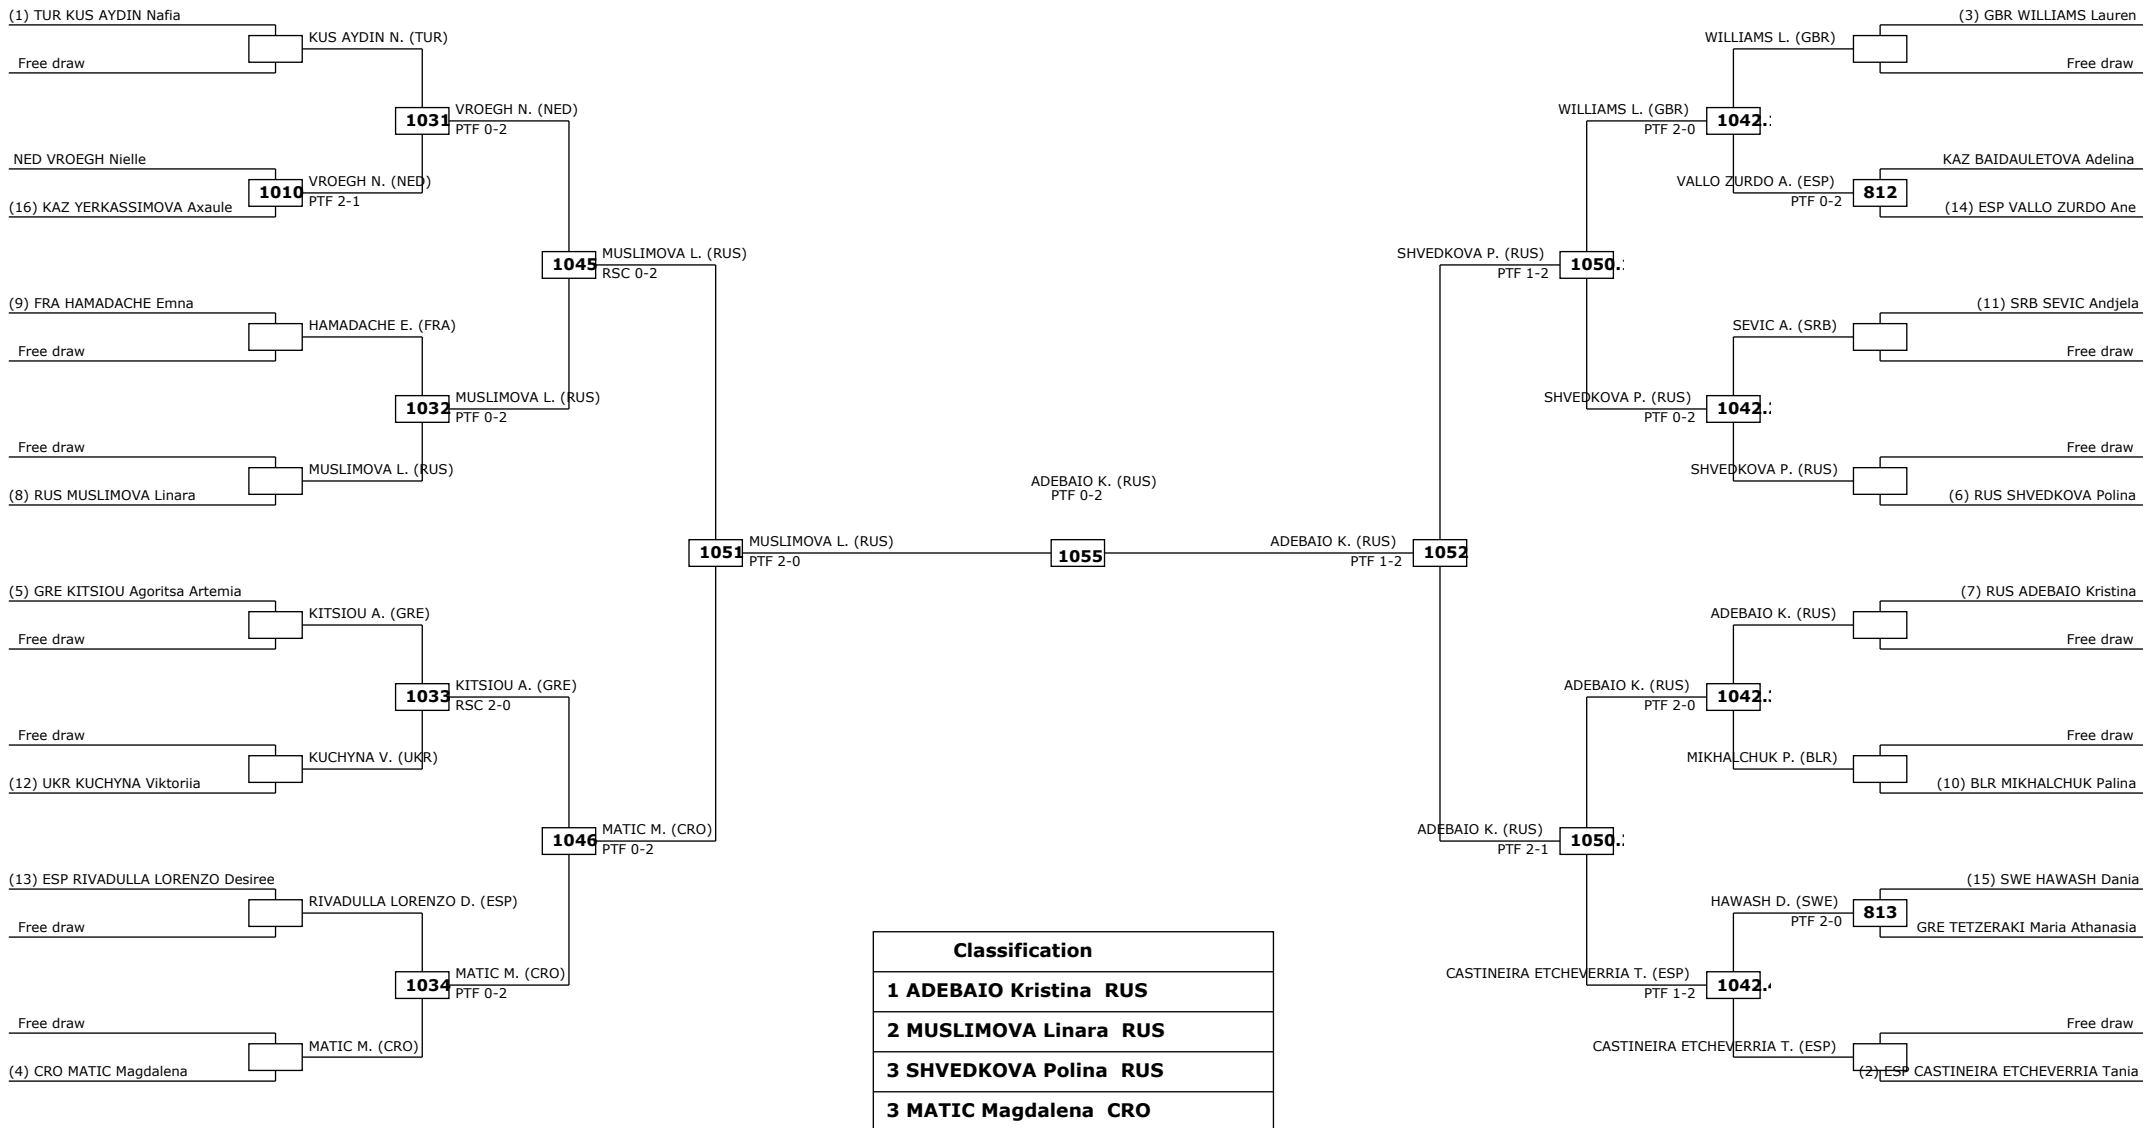 (1) TUR KUS AYDIN Nafia
KUS AYDIN N. (TUR)
Free draw
1031
VROEGH N. (NED)
PTF 0-2
NED VROEGH Nielle
1010
VROEGH N. (NED)
PTF 2-1
(16) KAZ YERKASSIMOVA Axaule
1045
MUSLIMOVA L. (RUS)
RSC 0-2
(9) FRA HAMADACHE Emna
HAMADACHE E. (FRA)
Free draw
1032
MUSLIMOVA L. (RUS)
PTF 0-2
Free draw
MUSLIMOVA L. (RUS)
(8) RUS MUSLIMOVA Linara
1051
MUSLIMOVA L. (RUS)
PTF 2-0
(5) GRE KITSIOU Agoritsa Artemia
KITSIOU A. (GRE)
Free draw
1033
KITSIOU A. (GRE)
RSC 2-0
Free draw
KUCHYNA V. (UKR)
(12) UKR KUCHYNA Viktoriia
1046
MATIC M. (CRO)
PTF 0-2
(13) ESP RIVADULLA LORENZO Desiree
RIVADULLA LORENZO D. (ESP)
Free draw
1034
MATIC M. (CRO)
PTF 0-2
Free draw
MATIC M. (CRO)
(4) CRO MATIC Magdalena
ADEBAIO K. (RUS)
PTF 0-2
1055
(3) GBR WILLIAMS Lauren
WILLIAMS L. (GBR)
Free draw
WILLIAMS L. (GBR)
PTF 2-0
1042.
KAZ BAIDAULETOVA Adelina
VALLO ZURDO A. (ESP)
PTF 0-2
812
(14) ESP VALLO ZURDO Ane
SHVEDKOVA P. (RUS)
PTF 1-2
1050.
(11) SRB SEVIC Andjela
SEVIC A. (SRB)
Free draw
SHVEDKOVA P. (RUS)
PTF 0-2
1042.
Free draw
SHVEDKOVA P. (RUS)
(6) RUS SHVEDKOVA Polina
ADEBAIO K. (RUS)
PTF 1-2
1052
(7) RUS ADEBAIO Kristina
ADEBAIO K. (RUS)
Free draw
ADEBAIO K. (RUS)
PTF 2-0
1042.
Free draw
MIKHALCHUK P. (BLR)
(10) BLR MIKHALCHUK Palina
ADEBAIO K. (RUS)
PTF 2-1
1050.
(15) SWE HAWASH Dania
HAWASH D. (SWE)
PTF 2-0
813
GRE TETZERAKI Maria Athanasia
CASTINEIRA ETCHEVERRIA T. (ESP)
PTF 1-2
1042.
Free draw
CASTINEIRA ETCHEVERRIA T. (ESP)
(2) ESP CASTINEIRA ETCHEVERRIA Tania
Classification
1 ADEBAIO Kristina RUS
2 MUSLIMOVA Linara RUS
3 SHVEDKOVA Polina RUS
3 MATIC Magdalena CRO